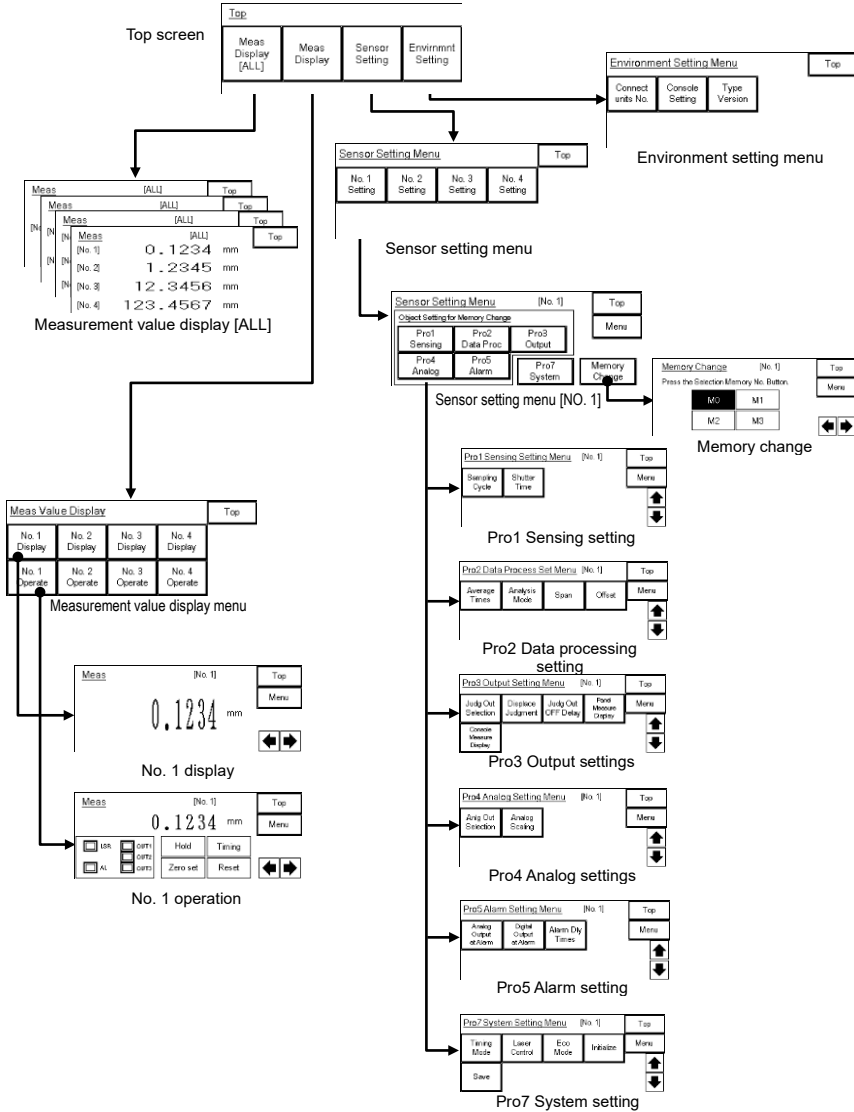 Top
Top screen
Meas Display [ALL]
Meas Display
Sensor Setting
Envirnmnt Setting
Environment Setting Menu
Top
Connect units No.
Console Setting
Type Version
Environment setting menu
Sensor Setting Menu
Top
No. 1 Setting
No. 2 Setting
No. 3 Setting
No. 4 Setting
Sensor setting menu
Meas [ALL] Top
Meas [ALL] Top
Meas [ALL] Top
Meas [ALL] Top
[No. 1] 0.1234 mm
[No. 2] 1.2345 mm
[No. 3] 12.3456 mm
[No. 4] 123.4567 mm
Measurement value display [ALL]
Sensor Setting Menu [No. 1] Top
Object Setting for Memory Change
Menu
Pro1 Sensing
Pro2 Data Proc
Pro3 Output
Pro4 Analog
Pro5 Alarm
Pro7 System
Memory Change
Sensor setting menu [NO. 1]
Memory Change [No. 1] Top
Press the Selection Memory No. Button.
Menu
M0 M1
M2 M3
Memory change
Pro1 Sensing Setting Menu [No. 1] Top
Sampling Cycle
Shutter Time
Menu
Pro1 Sensing setting
Meas Value Display
Top
No. 1 Display
No. 2 Display
No. 3 Display
No. 4 Display
No. 1 Operate
No. 2 Operate
No. 3 Operate
No. 4 Operate
Measurement value display menu
Pro2 Data Process Set Menu [No. 1] Top
Average Times
Analysis Mode
Span
Offset
Menu
Pro2 Data processing
setting
Meas [No. 1] Top
Menu
0.1234 mm
No. 1 display
Pro3 Output Setting Menu [No. 1] Top
Judg Out Selection
Displace Judgment
Judg Out OFF Delay
Panel Measure Display
Menu
Console Measure Display
Pro3 Output settings
Meas [No. 1] Top
0.1234 mm
Menu
LSR OUT1
OUT2
AL OUT3
Hold Timing
Zero set Reset
No. 1 operation
Pro4 Analog Setting Menu [No. 1] Top
Anlg Out Selection
Analog Scaling
Menu
Pro4 Analog settings
Pro5 Alarm Setting Menu [No. 1] Top
Analog Output at Alarm
Digital Output at Alarm
Alarm Dly Times
Menu
Pro5 Alarm setting
Pro7 System Setting Menu [No. 1] Top
Timing Mode
Laser Control
Eco Mode
Initialize
Menu
Save
Pro7 System setting